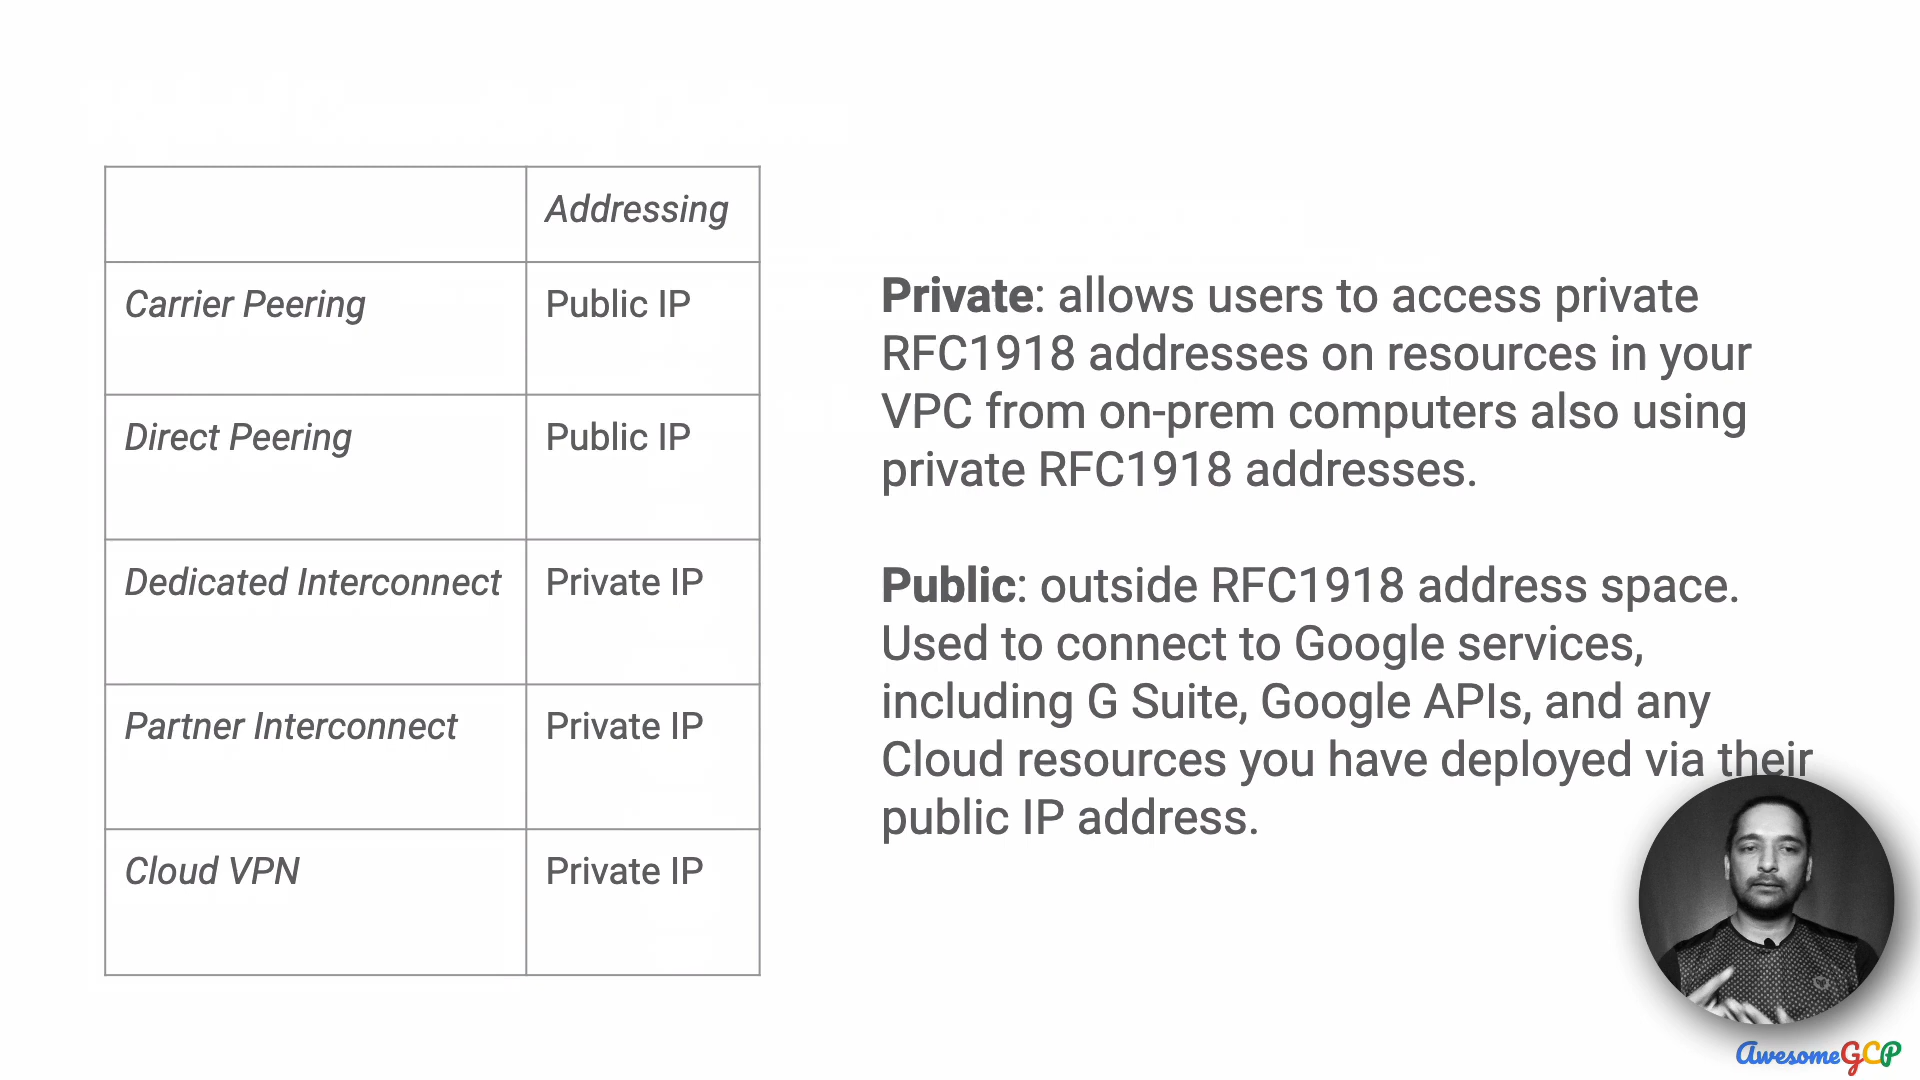 Addressing
Carrier Peering Public IP
Direct Peering Public IP
Dedicated Interconnect Private IP
Partner Interconnect Private IP
Cloud VPN Private IP
Private: allows users to access private
RFC1918 addresses on resources in your
VPC from on-prem computers also using
private RFC1918 addresses.
Public: outside RFC1918 address space.
Used to connect to Google services,
including G Suite, Google APIs, and any
Cloud resources you have deployed via their
public IP address.
AwesomeGCP